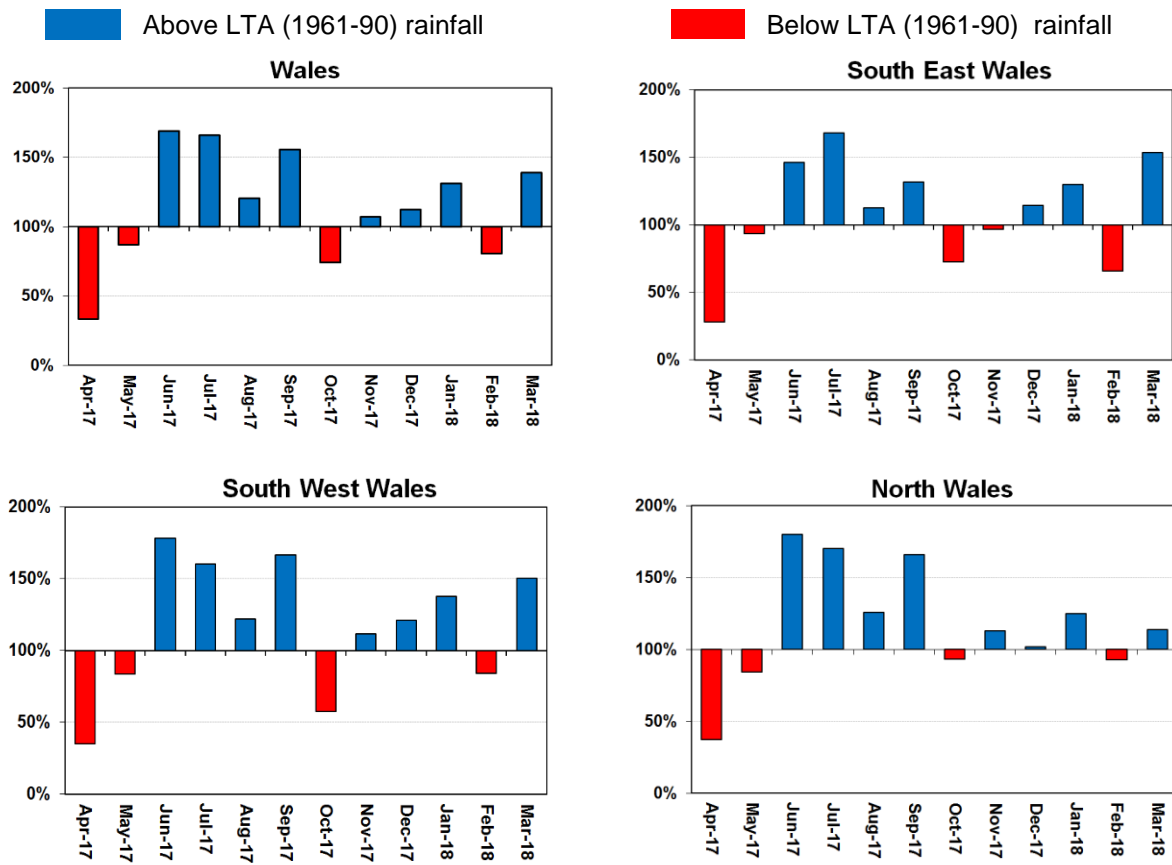 Above LTA (1961-90) rainfall
Below LTA (1961-90) rainfall
Wales
200%
150%
100%
50%
0%
Apr-17
May-17
Jun-17
Jul-17
Aug-17
Sep-17
Oct-17
Nov-17
Dec-17
Jan-18
Feb-18
Mar-18
South East Wales
200%
150%
100%
50%
0%
Apr-17
May-17
Jun-17
Jul-17
Aug-17
Sep-17
Oct-17
Nov-17
Dec-17
Jan-18
Feb-18
Mar-18
South West Wales
200%
150%
100%
50%
0%
Apr-17
May-17
Jun-17
Jul-17
Aug-17
Sep-17
Oct-17
Nov-17
Dec-17
Jan-18
Feb-18
Mar-18
North Wales
200%
150%
100%
50%
0%
Apr-17
May-17
Jun-17
Jul-17
Aug-17
Sep-17
Oct-17
Nov-17
Dec-17
Jan-18
Feb-18
Mar-18